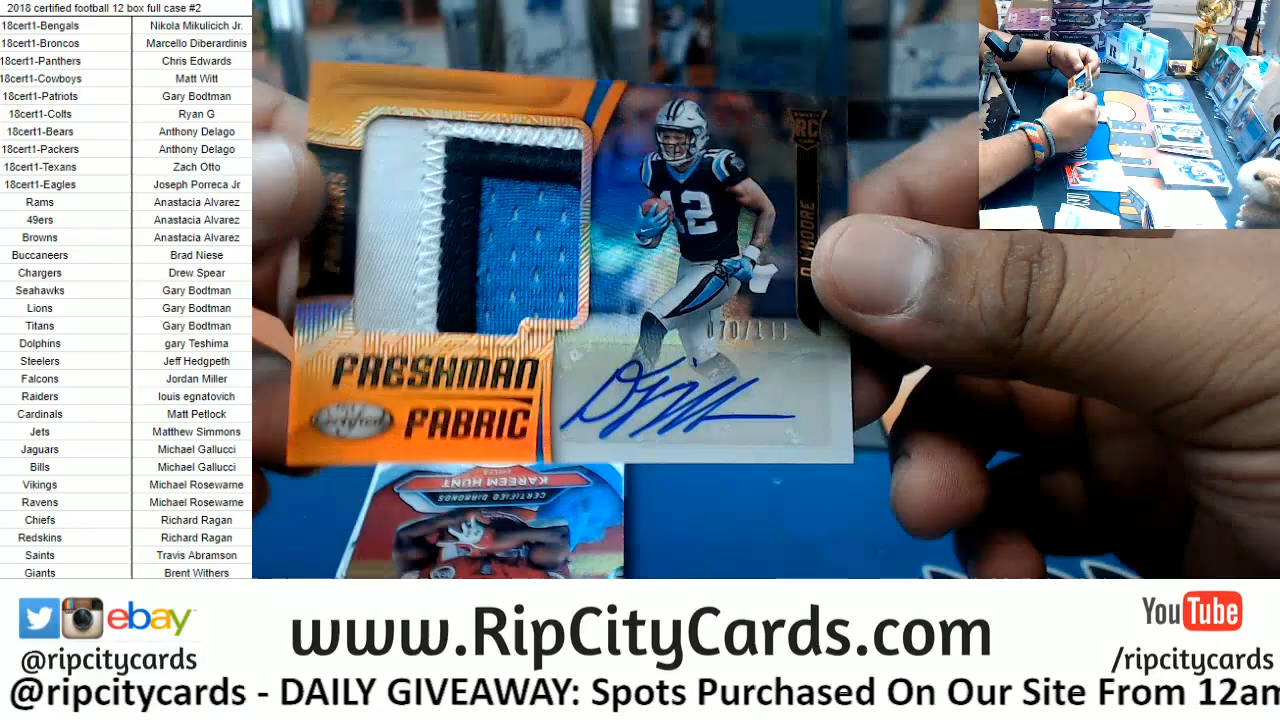 2018 certified football 12 box full case #2
18cert1-Bengals Nikola Mikulicich Jr.
18cert1-Broncos Marcello Diberardinis
18cert1-Panthers Chris Edwards
18cert1-Cowboys Matt Witt
18cert1-Patriots Gary Bodtman
18cert1-Colts Ryan G
18cert1-Bears Anthony Delago
18cert1-Packers Anthony Delago
18cert1-Texans Zach Otto
18cert1-Eagles Joseph Porreca Jr
Rams Anastacia Alvarez
49ers Anastacia Alvarez
Browns Anastacia Alvarez
Buccaneers Brad Niese
Chargers Drew Spear
Seahawks Gary Bodtman
Lions Gary Bodtman
Titans Gary Bodtman
Dolphins gary Teshima
Steelers Jeff Hedgpeth
Falcons Jordan Miller
Raiders louis egnatovich
Cardinals Matt Petlock
Jets Matthew Simmons
Jaguars Michael Gallucci
Bills Michael Gallucci
Vikings Michael Rosewarne
Ravens Michael Rosewarne
Chiefs Richard Ragan
Redskins Richard Ragan
Saints Travis Abramson
Giants Brent Withers
RC
12
DJ MOORE
FRESHMAN
FABRIC
KAREEM HUNT
CHIEFS
CERTIFIED DIAMONDS
ebay
@ripcitycards
www.RipCityCards.com
YouTube
/ripcitycards
@ripcitycards - DAILY GIVEAWAY: Spots Purchased On Our Site From 12am